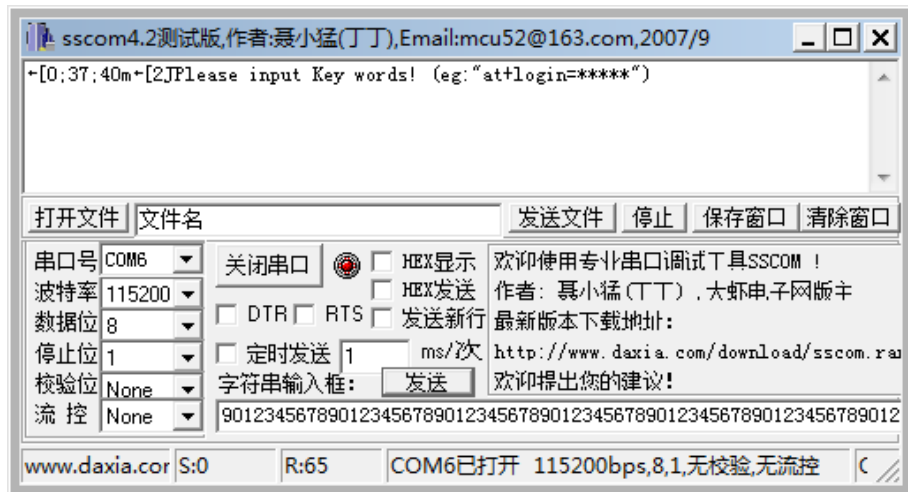 sscom4.2测试版,作者:聂小猛(丁丁),Email:mcu52@163.com,2007/9
←[0;37;40m←[2JPlease input Key words! (eg:"at+login=*****")
打开文件 文件名 发送文件 停止 保存窗口 清除窗口
串口号 COM6 关闭串口 HEX显示 欢迎使用专业串口调试工具SSCOM !
波特率 115200 HEX发送 作者: 聂小猛(丁丁) ,大虾电子网版主
数据位 8 DTR RTS 发送新行 最新版本下载地址:
停止位 1 定时发送 1 ms/次 http://www.daxia.com/download/sscom.rar
校验位 None 字符串输入框: 发送 欢迎提出您的建议!
流 控 None 9012345678901234567890123456789012345678901234567890123456789012
www.daxia.cor S:0 R:65 COM6已打开 115200bps,8,1,无校验,无流控 C